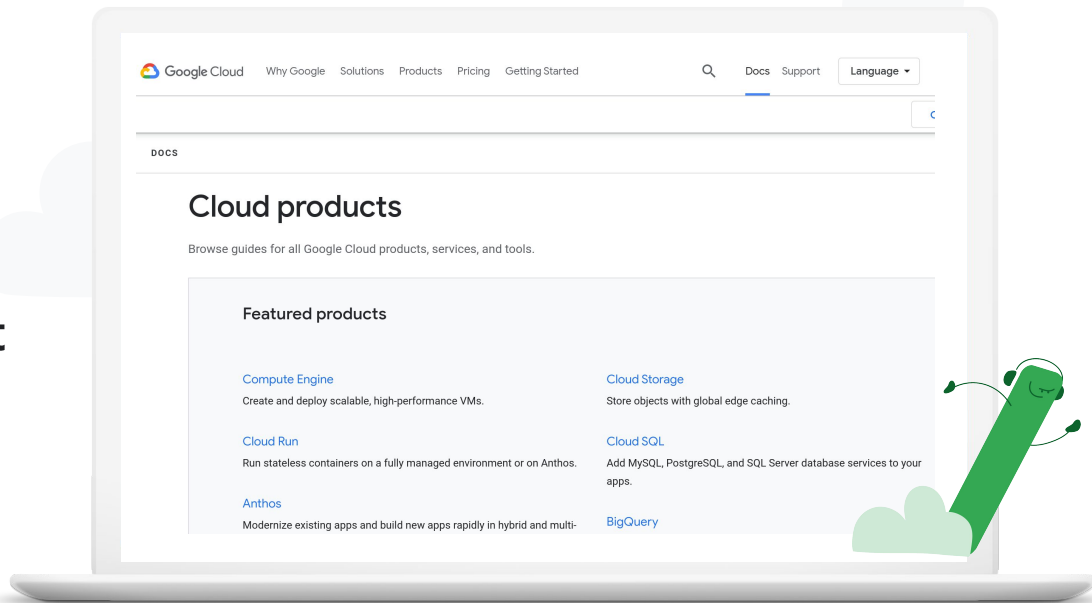 Google Cloud Why Google Solutions Products Pricing Getting Started Docs Support Language
DOCS
Cloud products
Browse guides for all Google Cloud products, services, and tools.
Featured products
Compute Engine
Create and deploy scalable, high-performance VMs.
Cloud Run
Run stateless containers on a fully managed environment or on Anthos.
Anthos
Modernize existing apps and build new apps rapidly in hybrid and multi-
Cloud Storage
Store objects with global edge caching.
Cloud SQL
Add MySQL, PostgreSQL, and SQL Server database services to your
apps.
BigQuery